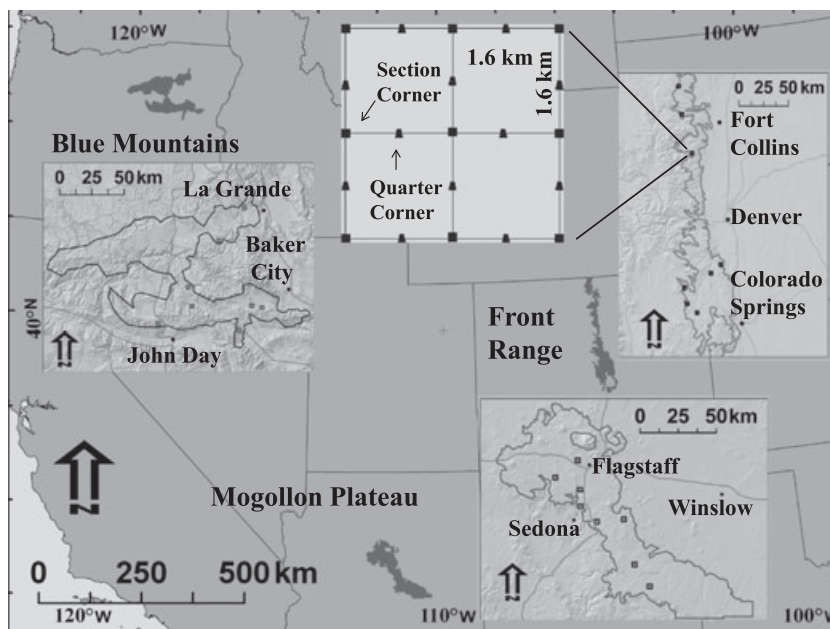 120°W
100°W
1.6 km
1.6 km
Section
Corner
Quarter
Corner
0 25 50 km
Fort
Collins
Denver
Colorado
Springs
N
Blue Mountains
0 25 50 km
La Grande
Baker
City
John Day
N
40°N
Front
Range
0 25 50 km
Flagstaff
Winslow
Sedona
N
Mogollon Plateau
N
0 250 500 km
120°W
110°W
100°